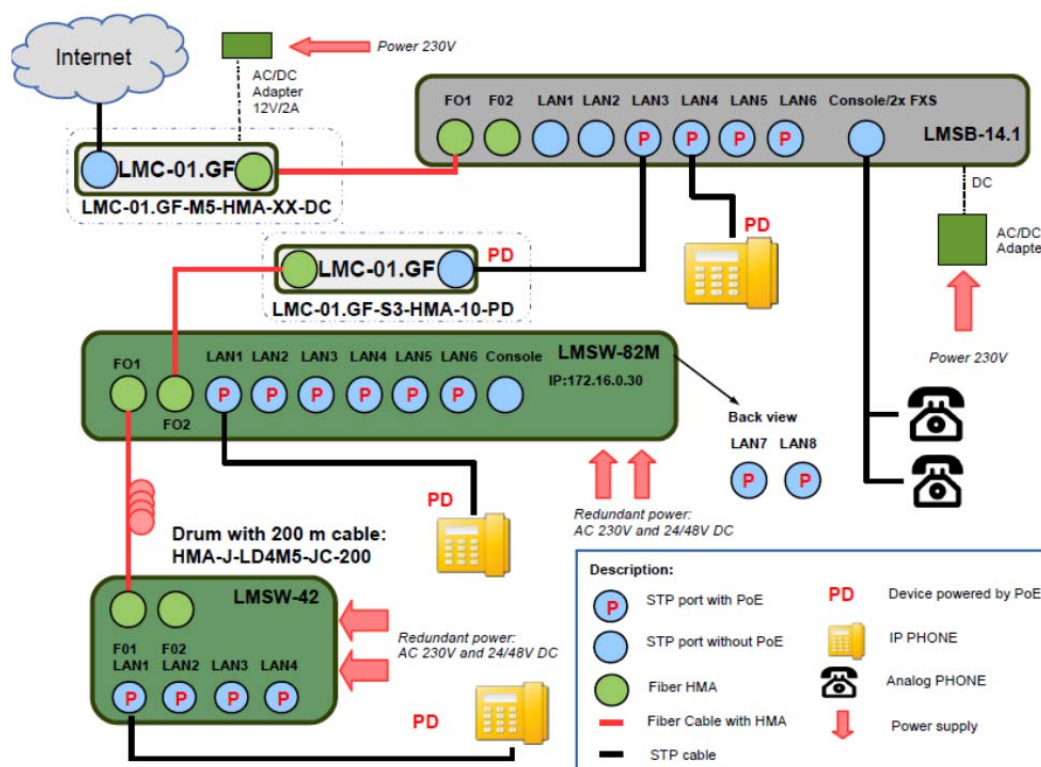 Internet
Power 230V
AC/DC
Adapter
12V/2A
FO1 F02 LAN1 LAN2 LAN3 LAN4 LAN5 LAN6 Console/2x FXS
P P P P
LMSB-14.1
LMC-01.GF
LMC-01.GF-M5-HMA-XX-DC
DC
AC/DC
Adapter
Power 230V
PD
PD
LMC-01.GF
LMC-01.GF-S3-HMA-10-PD
LMSW-82M
IP:172.16.0.30
FO1
LAN1 LAN2 LAN3 LAN4 LAN5 LAN6 Console
P P P P P P
FO2
Back view
LAN7 LAN8
P P
Redundant power:
AC 230V and 24/48V DC
PD
Drum with 200 m cable:
HMA-J-LD4M5-JC-200
LMSW-42
F01 F02
LAN1 LAN2 LAN3 LAN4
P P P P
Redundant power:
AC 230V and 24/48V DC
PD
Description:
P STP port with PoE
STP port without PoE
Fiber HMA
Fiber Cable with HMA
STP cable
PD Device powered by PoE
IP PHONE
Analog PHONE
Power supply